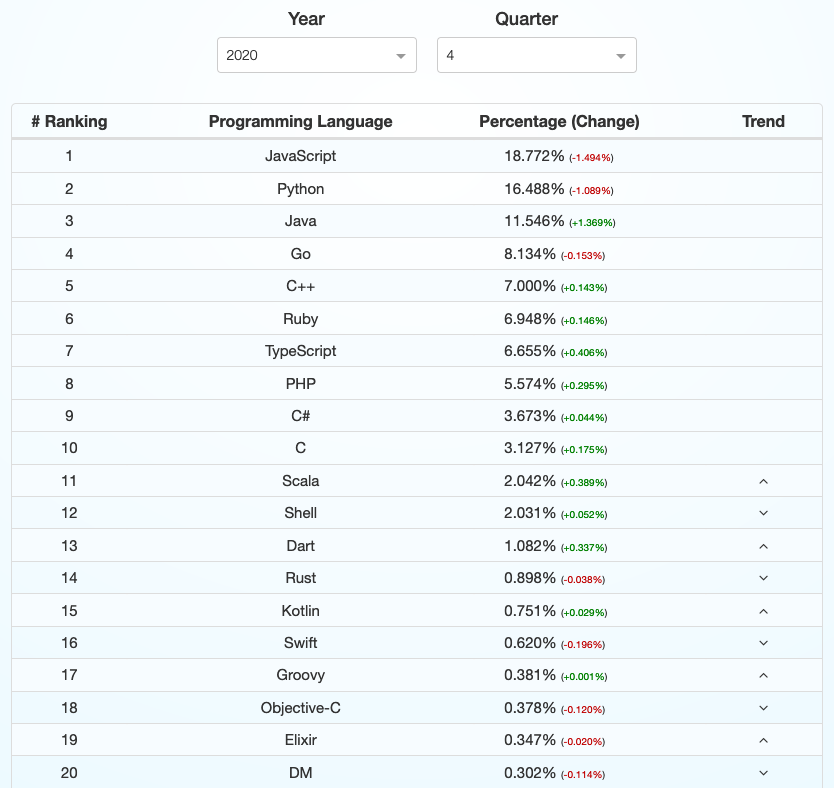 Year Quarter
2020 4
# Ranking Programming Language Percentage (Change) Trend
1 JavaScript 18.772% (-1.494%)
2 Python 16.488% (-1.089%)
3 Java 11.546% (+1.369%)
4 Go 8.134% (-0.153%)
5 C++ 7.000% (+0.143%)
6 Ruby 6.948% (+0.146%)
7 TypeScript 6.655% (+0.406%)
8 PHP 5.574% (+0.295%)
9 C# 3.673% (+0.044%)
10 C 3.127% (+0.175%)
11 Scala 2.042% (+0.389%)
12 Shell 2.031% (+0.052%)
13 Dart 1.082% (+0.337%)
14 Rust 0.898% (-0.038%)
15 Kotlin 0.751% (+0.029%)
16 Swift 0.620% (-0.196%)
17 Groovy 0.381% (+0.001%)
18 Objective-C 0.378% (-0.120%)
19 Elixir 0.347% (-0.020%)
20 DM 0.302% (-0.114%)